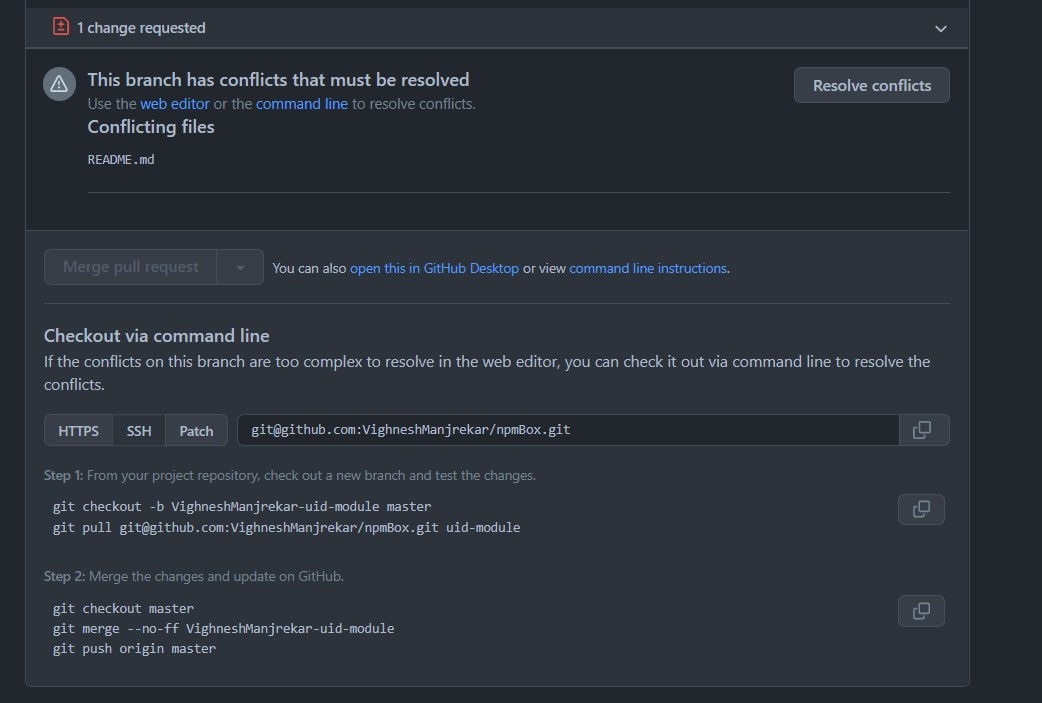 1 change requested
This branch has conflicts that must be resolved
Resolve conflicts
Use the web editor or the command line to resolve conflicts.
Conflicting files
README.md
Merge pull request
You can also open this in GitHub Desktop or view command line instructions.
Checkout via command line
If the conflicts on this branch are too complex to resolve in the web editor, you can check it out via command line to resolve the
conflicts.
HTTPS SSH Patch git@github.com:VighneshManjrekar/npmBox.git
Step 1: From your project repository, check out a new branch and test the changes.
git checkout -b VighneshManjrekar-uid-module master
git pull git@github.com:VighneshManjrekar/npmBox.git uid-module
Step 2: Merge the changes and update on GitHub.
git checkout master
git merge --no-ff VighneshManjrekar-uid-module
git push origin master